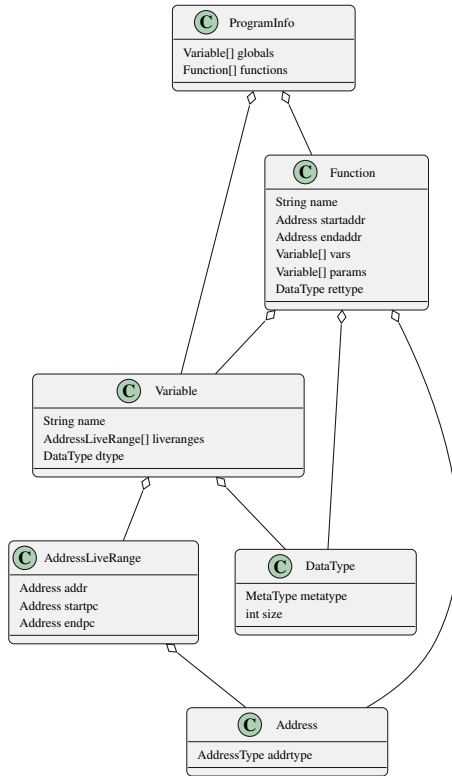 C ProgramInfo
Variable[] globals
Function[] functions
C Function
String name
Address startaddr
Address endaddr
Variable[] vars
Variable[] params
DataType rettype
C Variable
String name
AddressLiveRange[] liveranges
DataType dtype
C AddressLiveRange
Address addr
Address startpc
Address endpc
C DataType
MetaType metatype
int size
C Address
AddressType addrtype